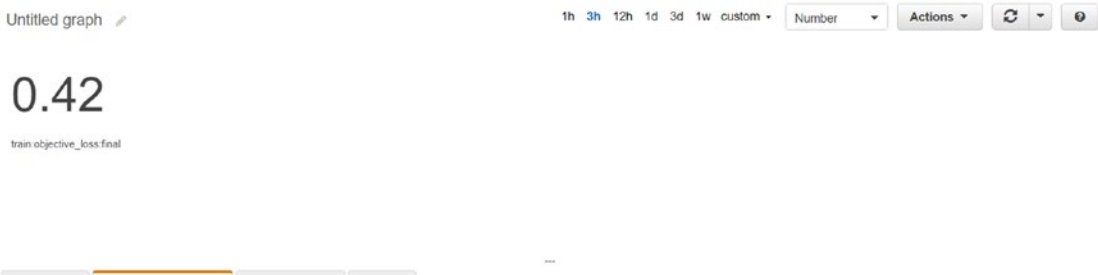 Untitled graph 1h 3h 12h 1d 3d 1w custom Number Actions
0.42
train:objective_loss:final